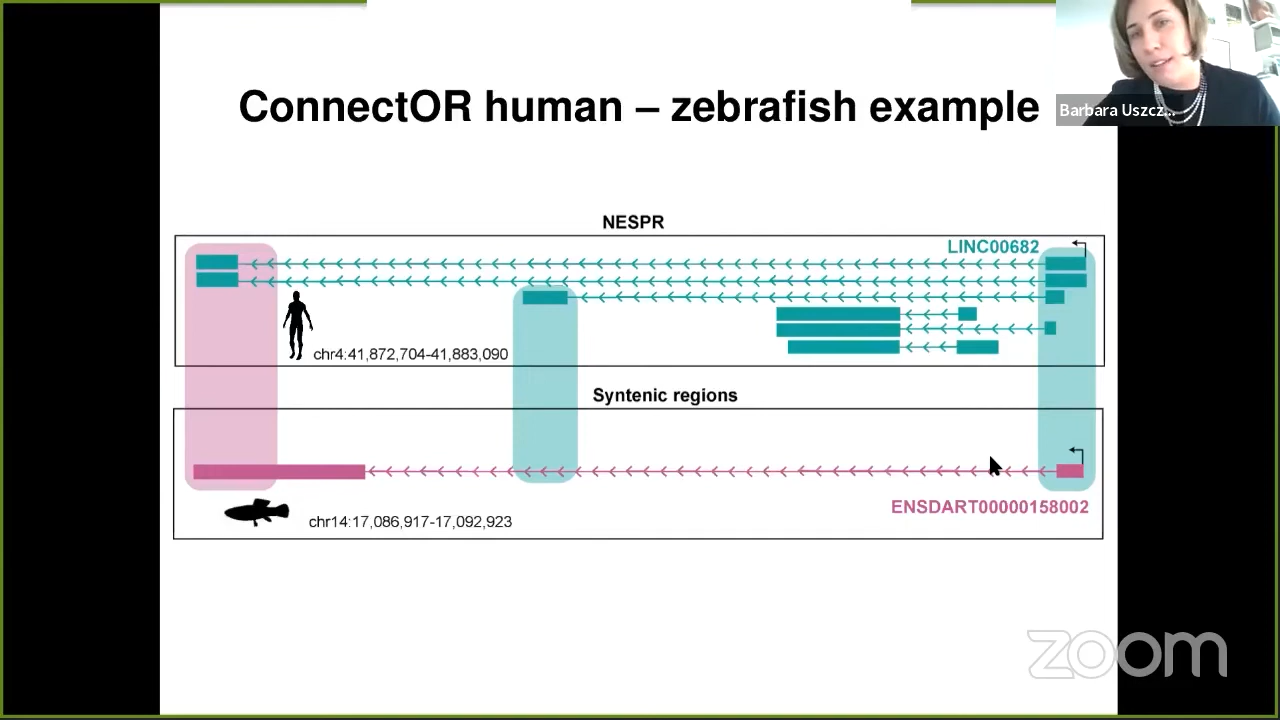 ConnectOR human – zebrafish example
Barbara Uszcz...
NESPR
LINC00682
chr4:41,872,704-41,883,090
Syntenic regions
ENSDART00000158002
chr14:17,086,917-17,092,923
zoom